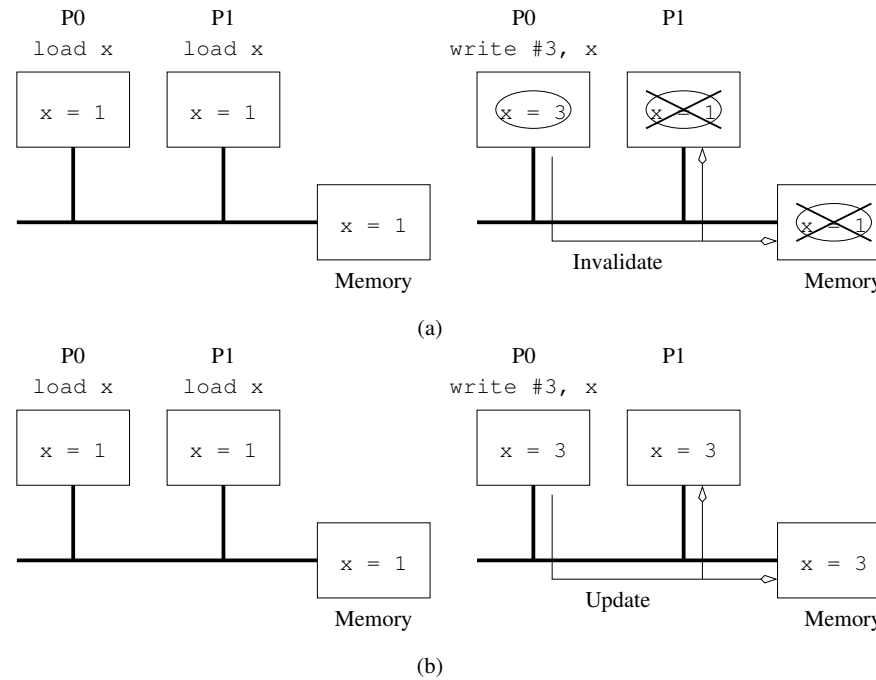 P0 P1 P0 P1
load x load x write #3, x
x = 1 x = 1 x = 3 x = 1
x = 1 x = 1
Invalidate
Memory Memory
(a)
P0 P1 P0 P1
load x load x write #3, x
x = 1 x = 1 x = 3 x = 3
x = 1 x = 3
Update
Memory Memory
(b)